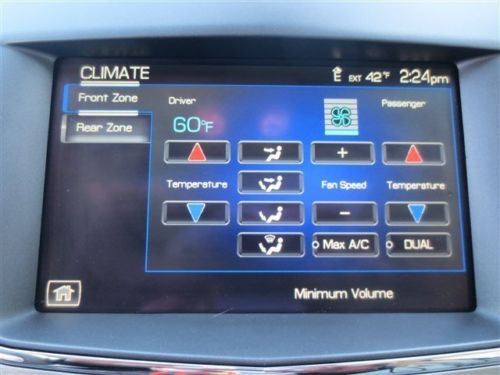 CLIMATE
E EXT 42°F 2:24pm
Front Zone
Rear Zone
Driver
Passenger
60°F
+
Temperature
Fan Speed
Temperature
-
Max A/C
DUAL
Minimum Volume